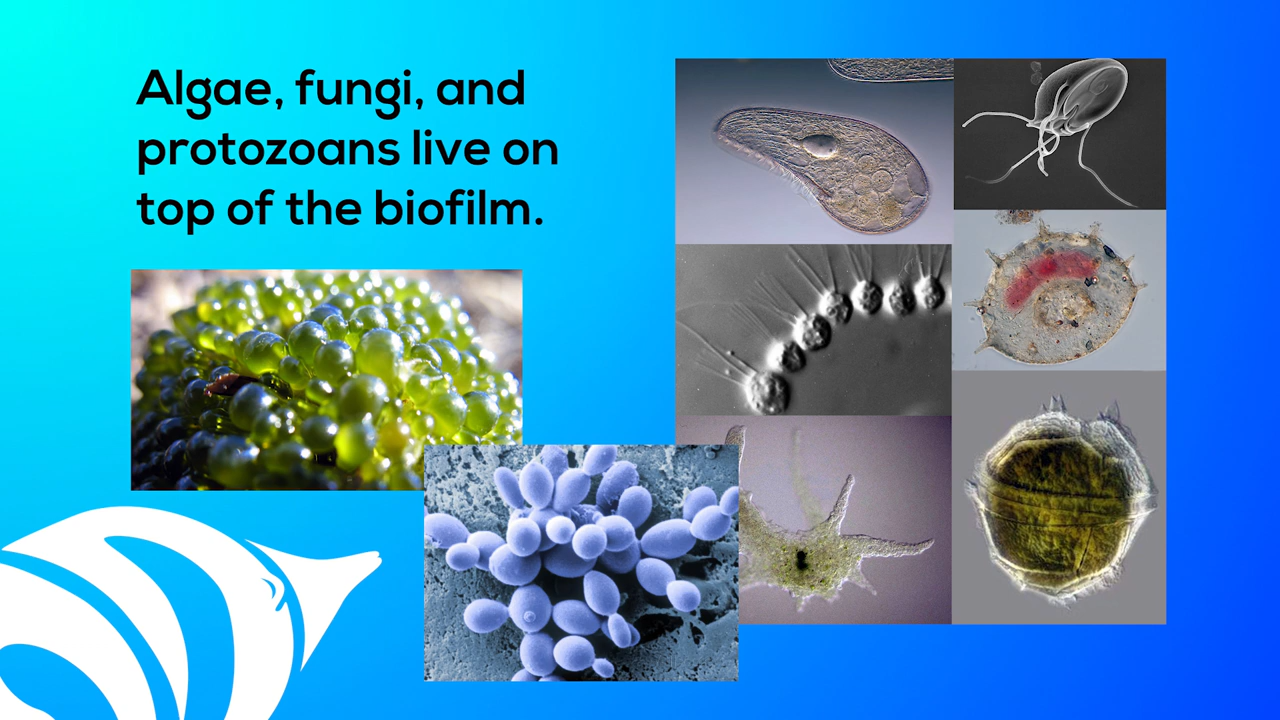 Algae, fungi, and
protozoans live on
top of the biofilm.